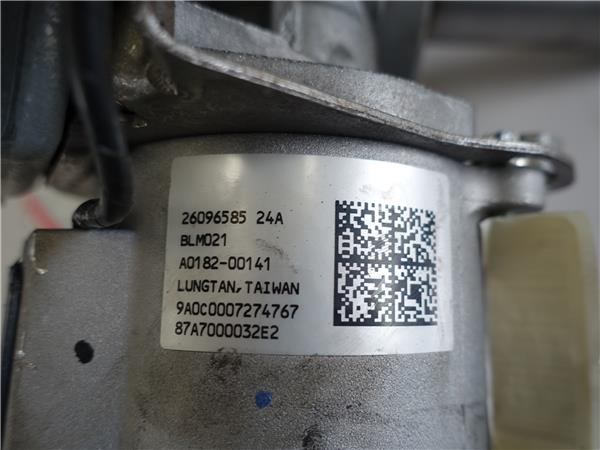 26096585 24A
BLM021
A0182-00141
LUNGTAN, TAIWAN
9A0C0007274767
87A7000032E2